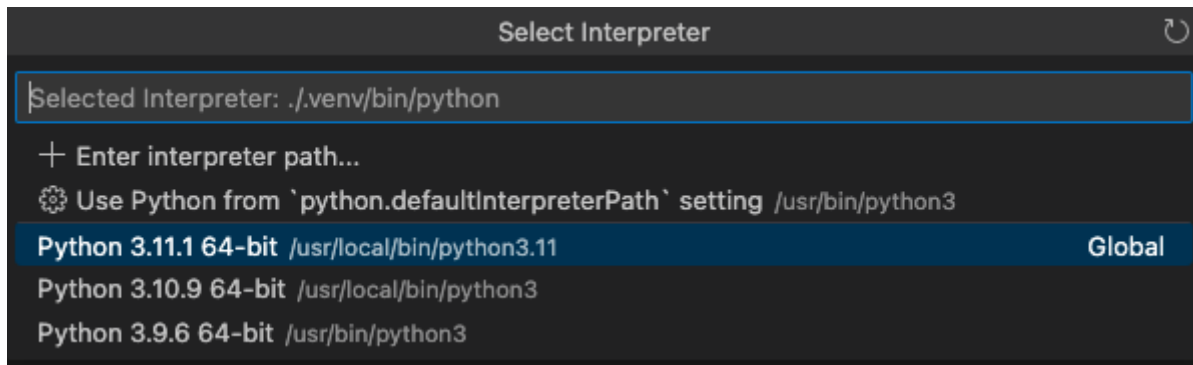 Select Interpreter
Selected Interpreter: ./.venv/bin/python
+ Enter interpreter path...
Use Python from `python.defaultInterpreterPath` setting /usr/bin/python3
Python 3.11.1 64-bit /usr/local/bin/python3.11 Global
Python 3.10.9 64-bit /usr/local/bin/python3
Python 3.9.6 64-bit /usr/bin/python3